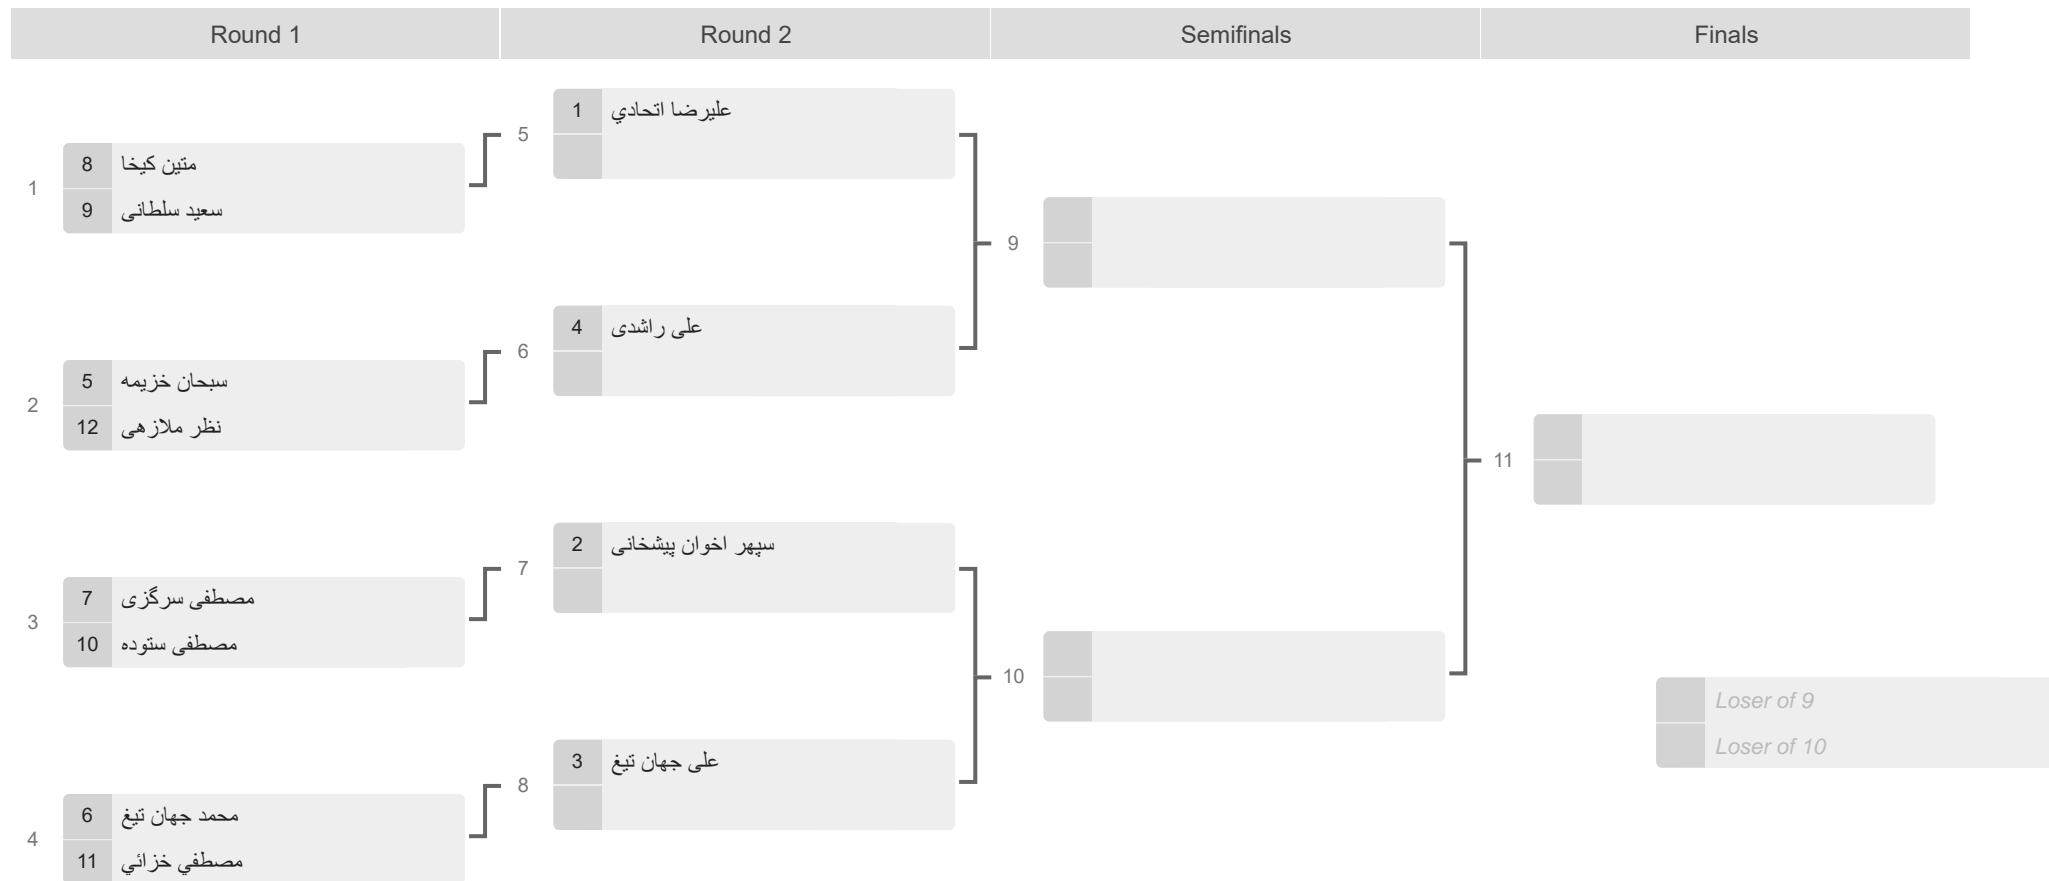 Round 1
Round 2
Semifinals
Finals
1
8 متین کیخا
9 سعید سلطانی
2
5 سبحان خزیمه
12 نظر ملازهی
3
7 مصطفی سرگزی
10 مصطفی ستوده
4
6 محمد جهان تیغ
11 مصطفي خزائي
5
1 علیرضا اتحادي
6
4 علی راشدی
7
2 سپهر اخوان پیشخانی
8
3 علی جهان تیغ
9
10
11
Loser of 9
Loser of 10